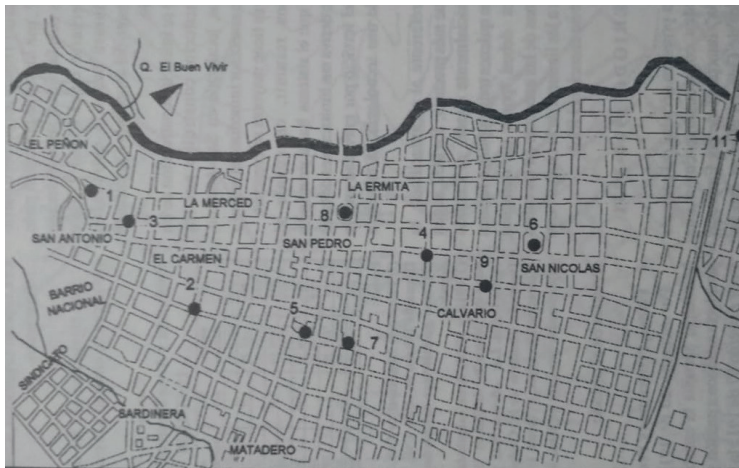 Q. El Buen Vivir
EL PEÑON
11
LA ERMITA
1
LA MERCED
8
3
SAN ANTONIO
SAN PEDRO
4
6
EL CARMEN
9
SAN NICOLAS
BARRIO
NACIONAL
2
5
CALVARIO
7
SINDICATO
SARDINERA
MATADERO